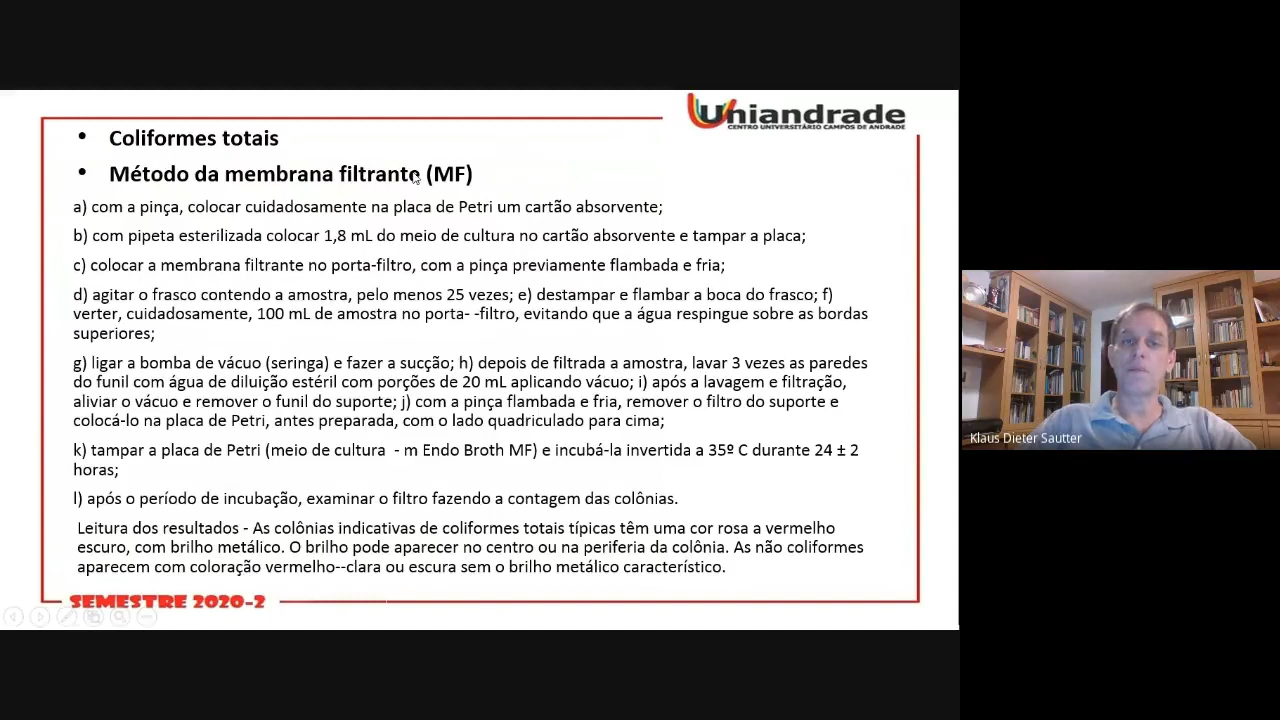 Uniandrade
CENTRO UNIVERSITÁRIO CAMPOS DE ANDRADE
• Coliformes totais
• Método da membrana filtrante (MF)
a) com a pinça, colocar cuidadosamente na placa de Petri um cartão absorvente;
b) com pipeta esterilizada colocar 1,8 mL do meio de cultura no cartão absorvente e tampar a placa;
c) colocar a membrana filtrante no porta-filtro, com a pinça previamente flambada e fria;
d) agitar o frasco contendo a amostra, pelo menos 25 vezes; e) destampar e flambar a boca do frasco; f)
verter, cuidadosamente, 100 mL de amostra no porta- -filtro, evitando que a água respingue sobre as bordas
superiores;
g) ligar a bomba de vácuo (seringa) e fazer a sucção; h) depois de filtrada a amostra, lavar 3 vezes as paredes
do funil com água de diluição estéril com porções de 20 mL aplicando vácuo; i) após a lavagem e filtração,
aliviar o vácuo e remover o funil do suporte; j) com a pinça flambada e fria, remover o filtro do suporte e
colocá-lo na placa de Petri, antes preparada, com o lado quadriculado para cima;
k) tampar a placa de Petri (meio de cultura - m Endo Broth MF) e incubá-la invertida a 35º C durante 24 ± 2
horas;
l) após o período de incubação, examinar o filtro fazendo a contagem das colônias.
Leitura dos resultados - As colônias indicativas de coliformes totais típicas têm uma cor rosa a vermelho
escuro, com brilho metálico. O brilho pode aparecer no centro ou na periferia da colônia. As não coliformes
aparecem com coloração vermelho--clara ou escura sem o brilho metálico característico.
SEMESTRE 2020-2
Klaus Dieter Sautter